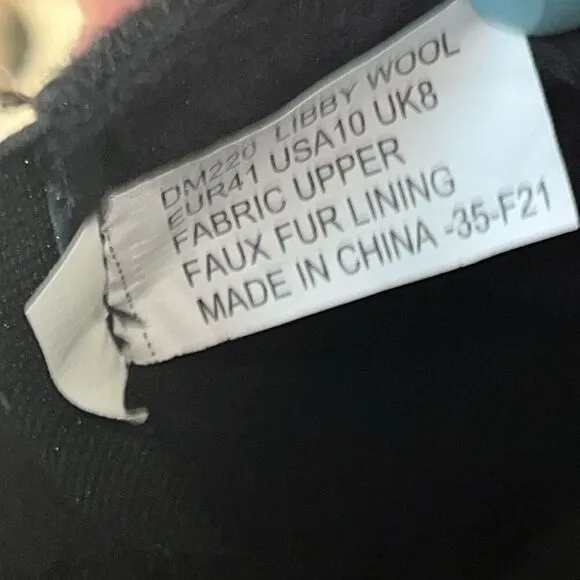 DM220 LIBBY WOOL
EUR41 USA10 UK8
FABRIC UPPER
FAUX FUR LINING
MADE IN CHINA -35-F21